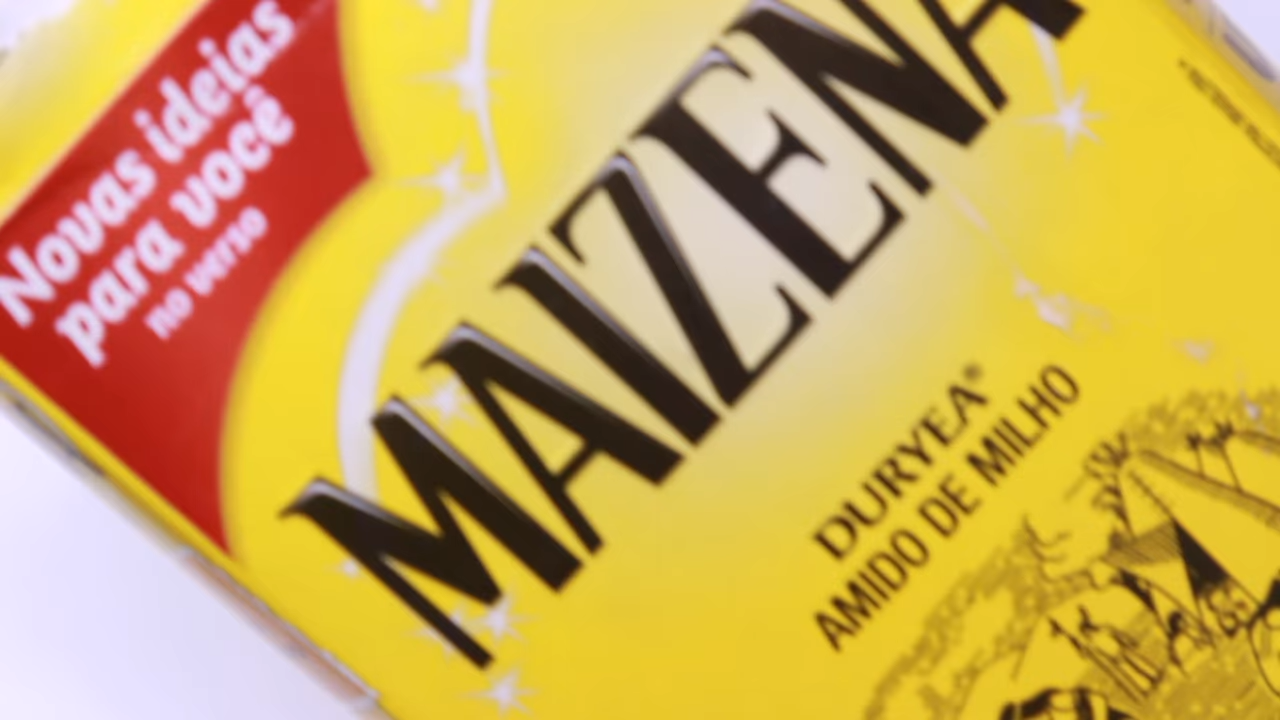 Novas ideias
para você
no verso
MAIZENA
DURYEA®
AMIDO DE MILHO